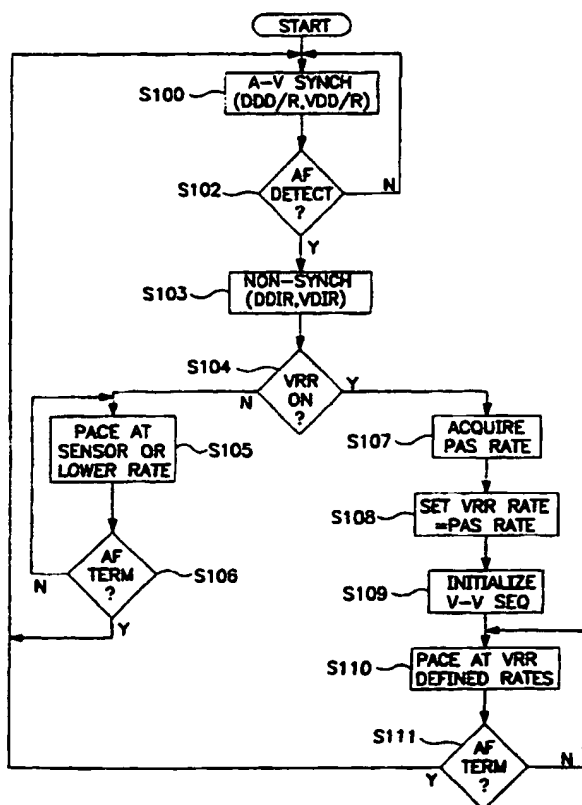 START
S100
A-V SYNCH
(DDD/R,VDD/R)
S102
AF
DETECT
?
N
Y
S103
NON-SYNCH
(DDIR,VDIR)
S104
VRR
ON
?
N
Y
PACE AT
SENSOR OR
LOWER RATE
S105
S107
ACQUIRE
PAS RATE
S108
SET VRR RATE
=PAS RATE
AF
TERM
?
N
S106
Y
S109
INITIALIZE
V-V SEQ
S110
PACE AT VRR
DEFINED RATES
S111
AF
TERM
?
Y
N